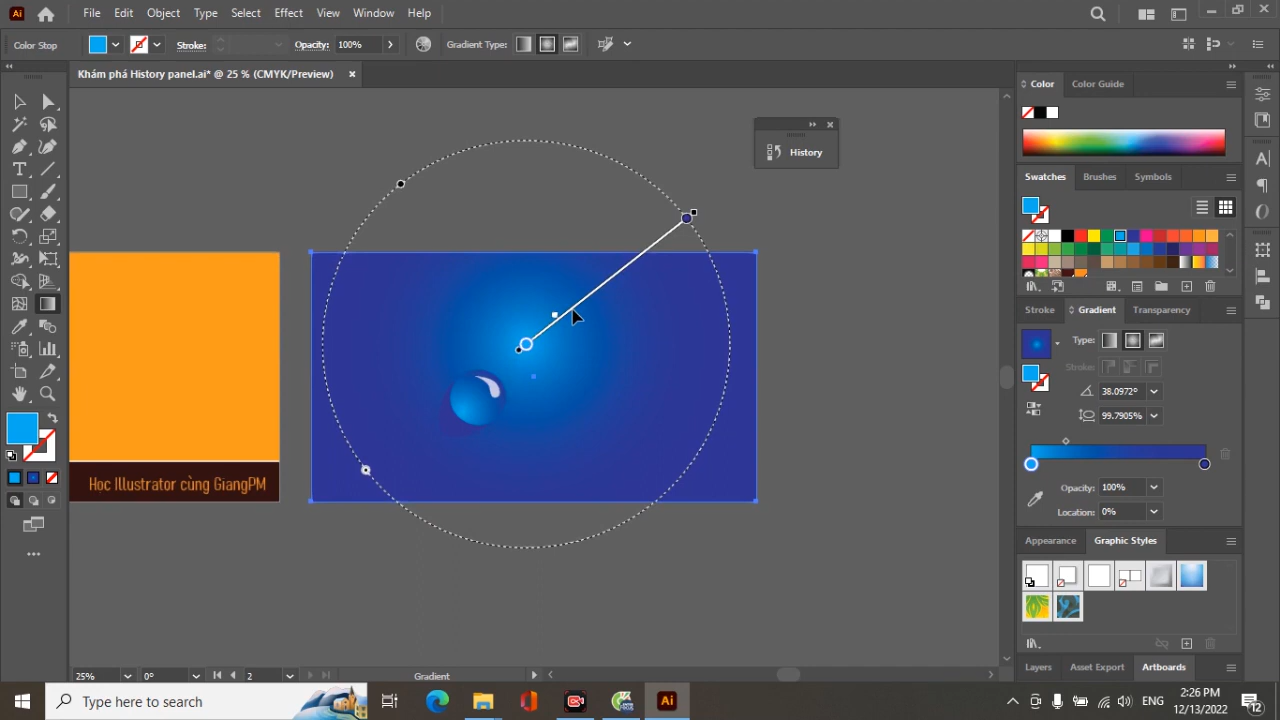 Ai File Edit Object Type Select Effect View Window Help
Color Stop Stroke: Opacity: 100% Gradient Type:
Khám phá History panel.ai* @ 25 % (CMYK/Preview)
Color Color Guide
History
Swatches Brushes Symbols
Stroke Gradient Transparency
Type:
Stroke:
38.0972°
99.7905%
Học Illustrator cùng GiangPM
Opacity: 100%
Location: 0%
Appearance Graphic Styles
Layers Asset Export Artboards
25% 0° 2 Gradient
Type here to search
Ai
ENG
2:26 PM
12/13/2022
12